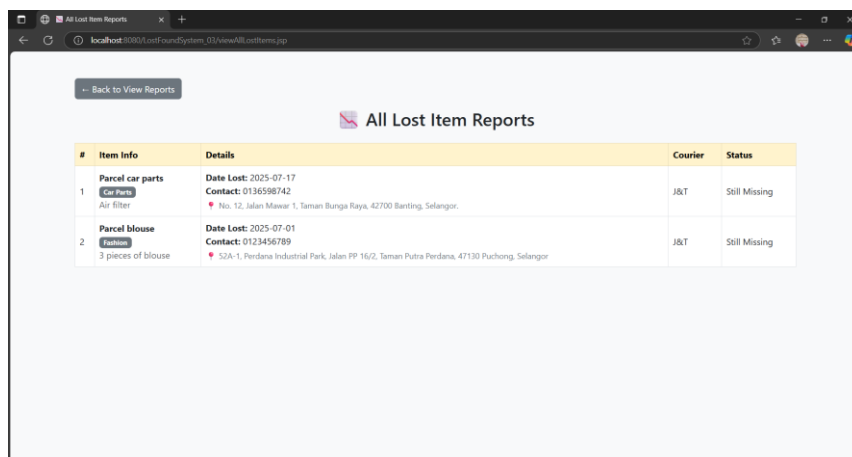 All Lost Item Reports
localhost:8080/LostFoundSystem_03/viewAllLostItems.jsp
← Back to View Reports
All Lost Item Reports
# Item Info Details Courier Status
1 Parcel car parts Date Lost: 2025-07-17 J&T Still Missing
Car Parts Contact: 0136598742
Air filter No. 12, Jalan Mawar 1, Taman Bunga Raya, 42700 Banting, Selangor.
2 Parcel blouse Date Lost: 2025-07-01 J&T Still Missing
Fashion Contact: 0123456789
3 pieces of blouse 52A-1, Perdana Industrial Park, Jalan PP 16/2, Taman Putra Perdana, 47130 Puchong, Selangor